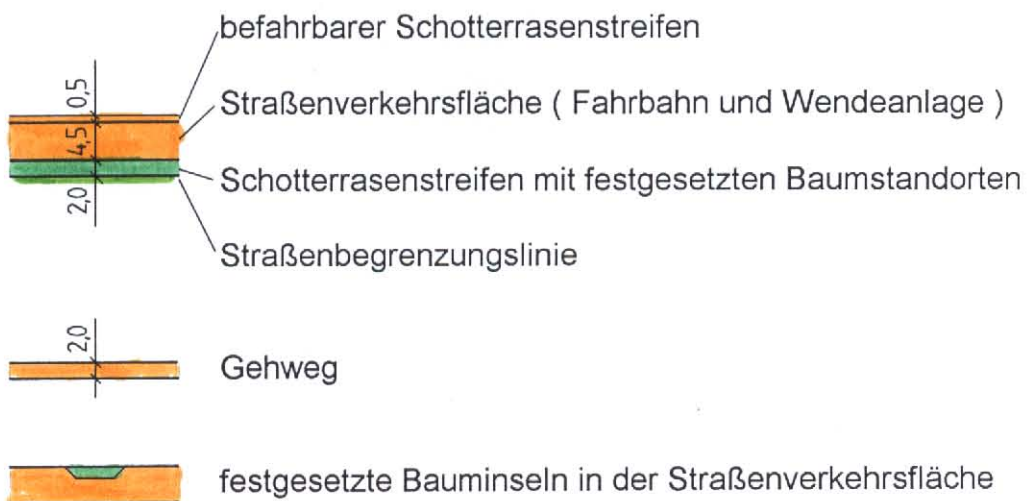 befahrbarer Schotterrasenstreifen
0,5
Straßenverkehrsfläche ( Fahrbahn und Wendeanlage )
4,5
Schotterrasenstreifen mit festgesetzten Baumstandorten
2,0
Straßenbegrenzungslinie
2,0
Gehweg
festgesetzte Bauminseln in der Straßenverkehrsfläche